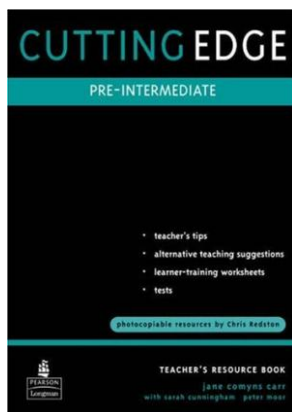 CUTTING EDGE
PRE-INTERMEDIATE
• teacher's tips
• alternative teaching suggestions
• learner-training worksheets
• tests
photocopiable resources by Chris Redston
TEACHER'S RESOURCE BOOK
jane comyns carr
with sarah cunningham peter moor
PEARSON
Longman